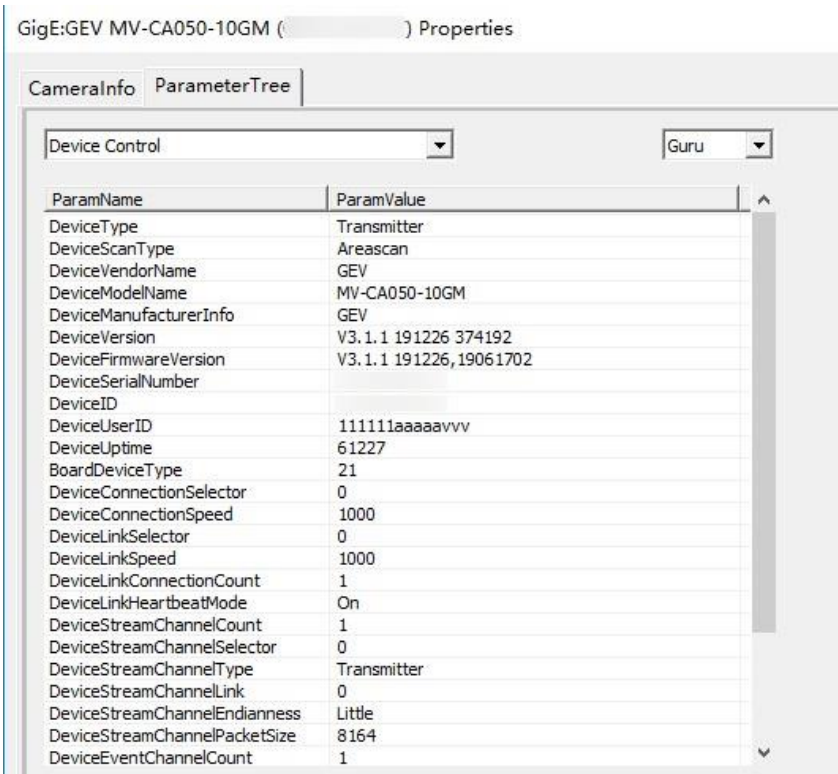 GigE:GEV MV-CA050-10GM ( ) Properties
CameraInfo ParameterTree
Device Control Guru
ParamName ParamValue
DeviceType Transmitter
DeviceScanType Areascan
DeviceVendorName GEV
DeviceModelName MV-CA050-10GM
DeviceManufacturerInfo GEV
DeviceVersion V3.1.1 191226 374192
DeviceFirmwareVersion V3.1.1 191226,19061702
DeviceSerialNumber
DeviceID
DeviceUserID 111111aaaaavvv
DeviceUptime 61227
BoardDeviceType 21
DeviceConnectionSelector 0
DeviceConnectionSpeed 1000
DeviceLinkSelector 0
DeviceLinkSpeed 1000
DeviceLinkConnectionCount 1
DeviceLinkHeartbeatMode On
DeviceStreamChannelCount 1
DeviceStreamChannelSelector 0
DeviceStreamChannelType Transmitter
DeviceStreamChannelLink 0
DeviceStreamChannelEndianness Little
DeviceStreamChannelPacketSize 8164
DeviceEventChannelCount 1